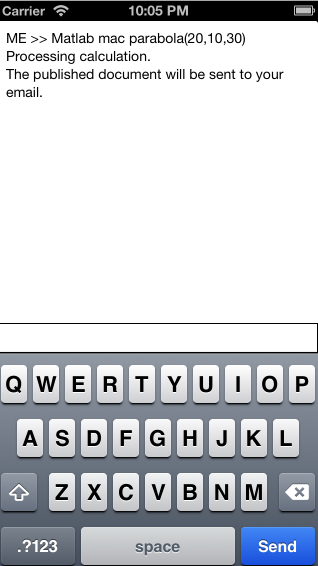 Carrier 10:05 PM
ME >> Matlab mac parabola(20,10,30)
Processing calculation.
The published document will be sent to your
email.
Q W E R T Y U I O P
A S D F G H J K L
Z X C V B N M
.?123 space Send